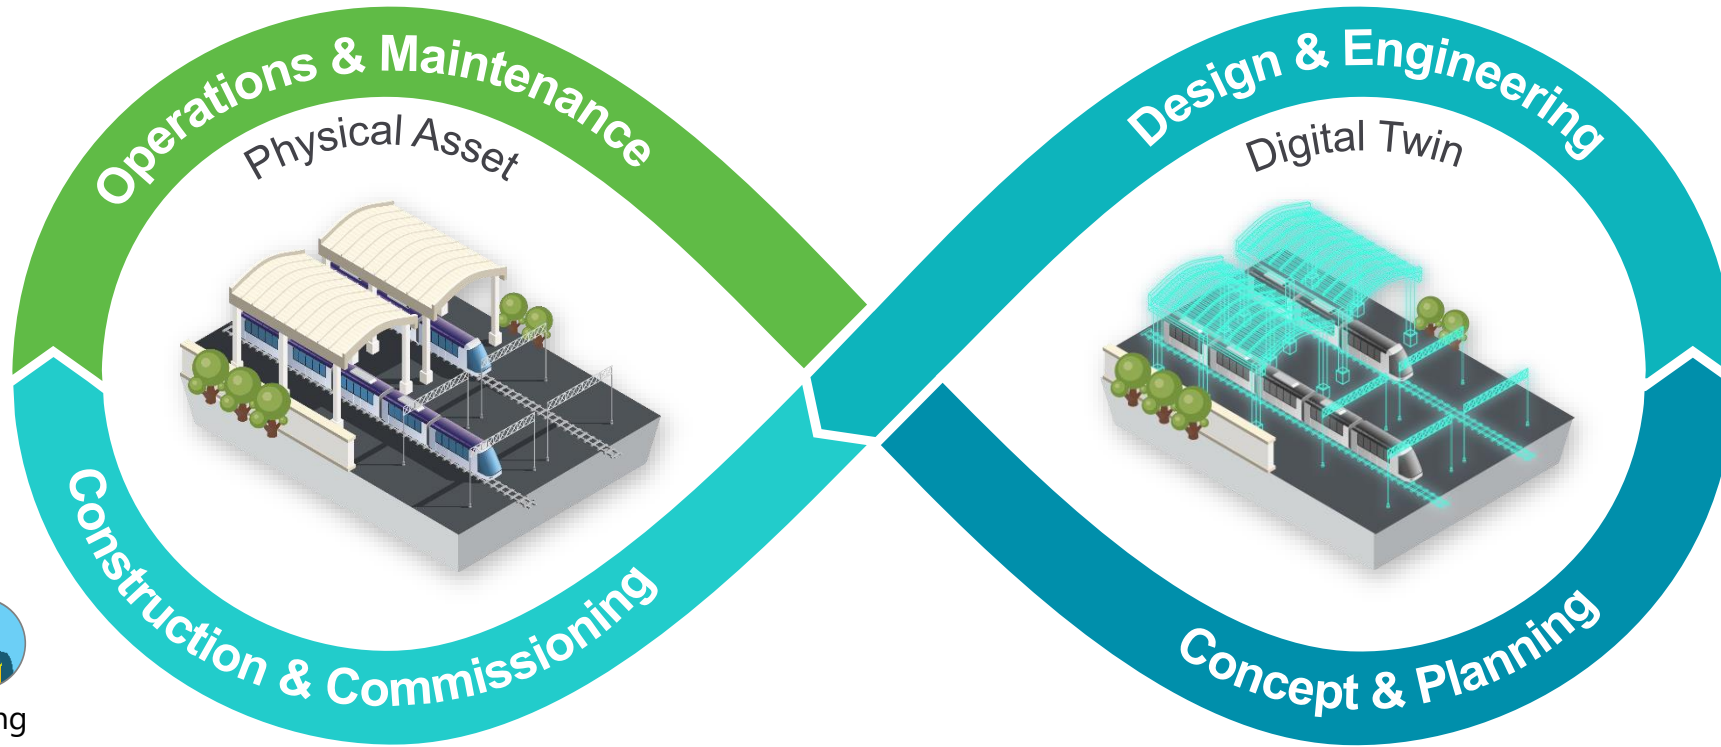 Operations & Maintenance
Physical Asset
Construction & Commissioning
Design & Engineering
Digital Twin
Concept & Planning